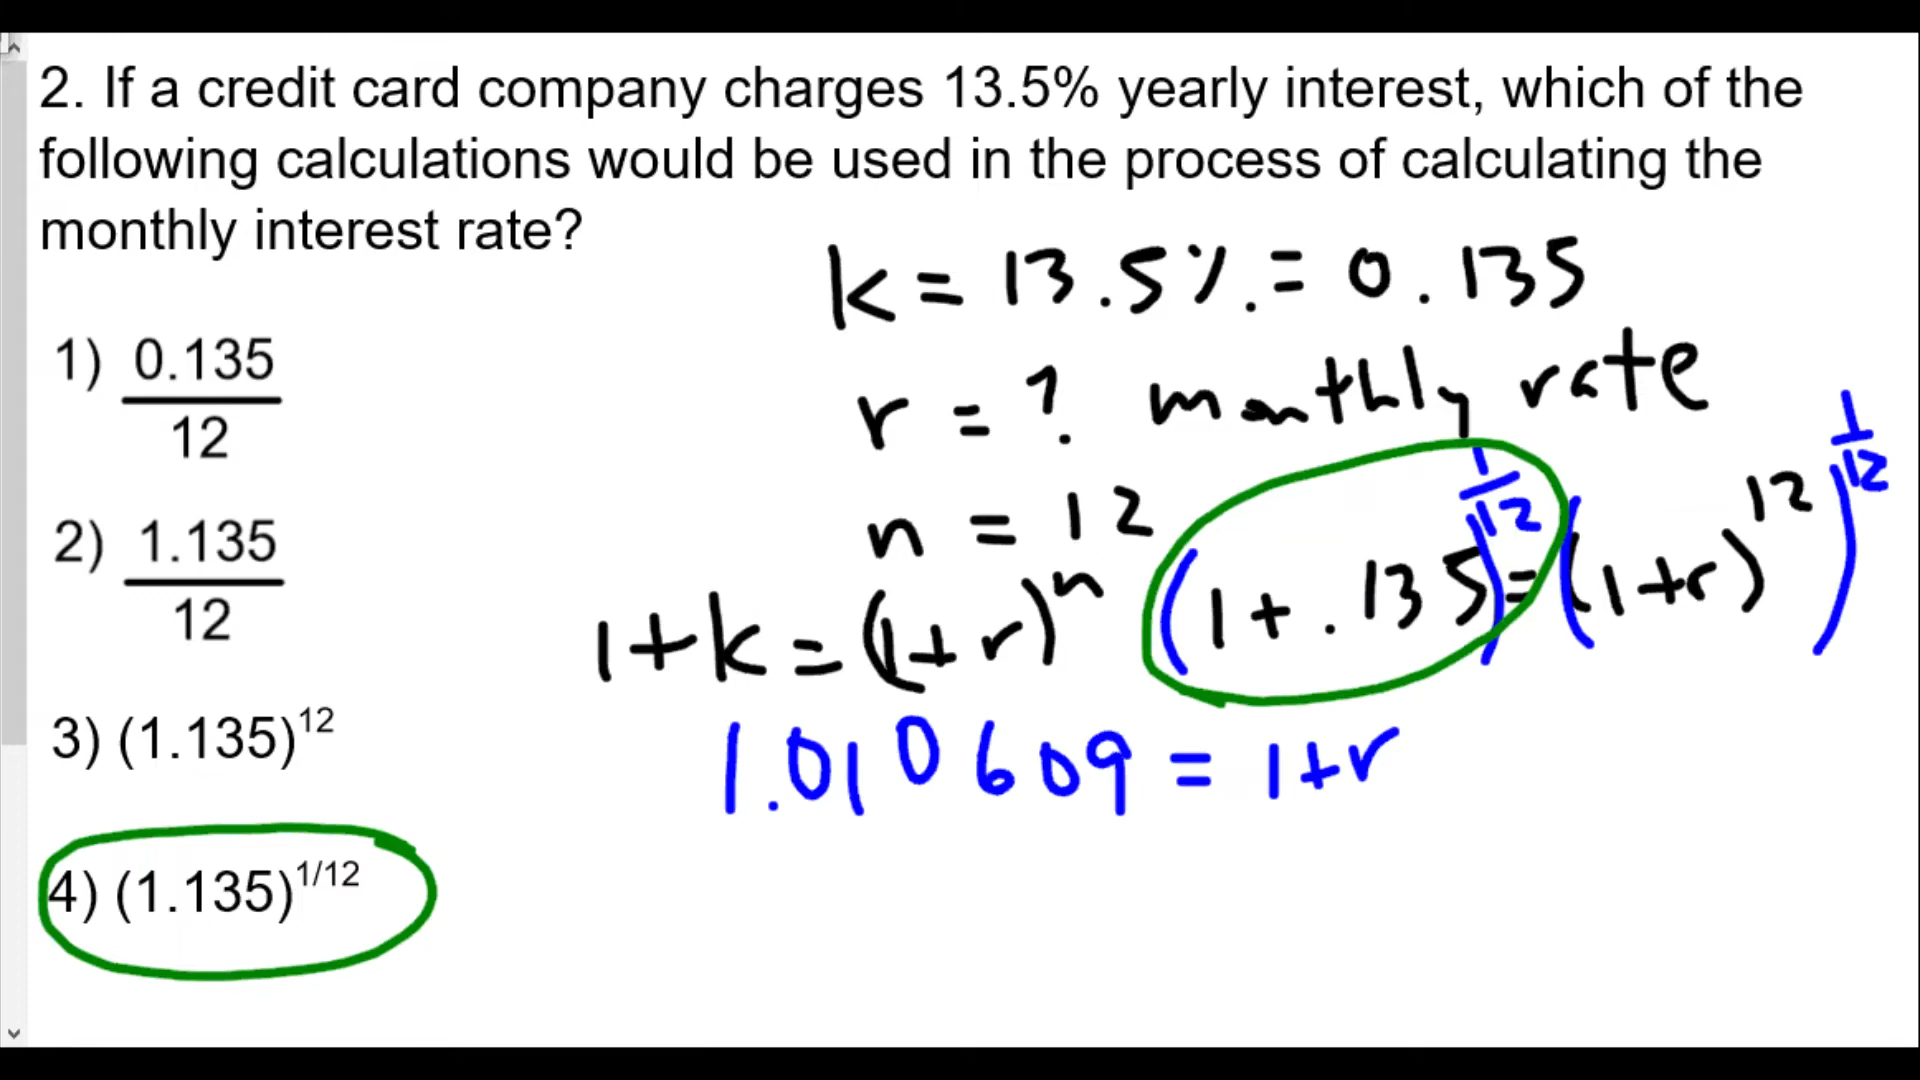 2. If a credit card company charges 13.5% yearly interest, which of the
following calculations would be used in the process of calculating the
monthly interest rate?
k = 13.5% = 0.135
1) 0.135/12
r = ? monthly rate
n = 12
2) 1.135/12
1+k = (1+r)^n
(1+.135)^1/12 = ((1+r)^12)^1/12
3) (1.135)^12
1.010609 = 1+r
4) (1.135)^1/12